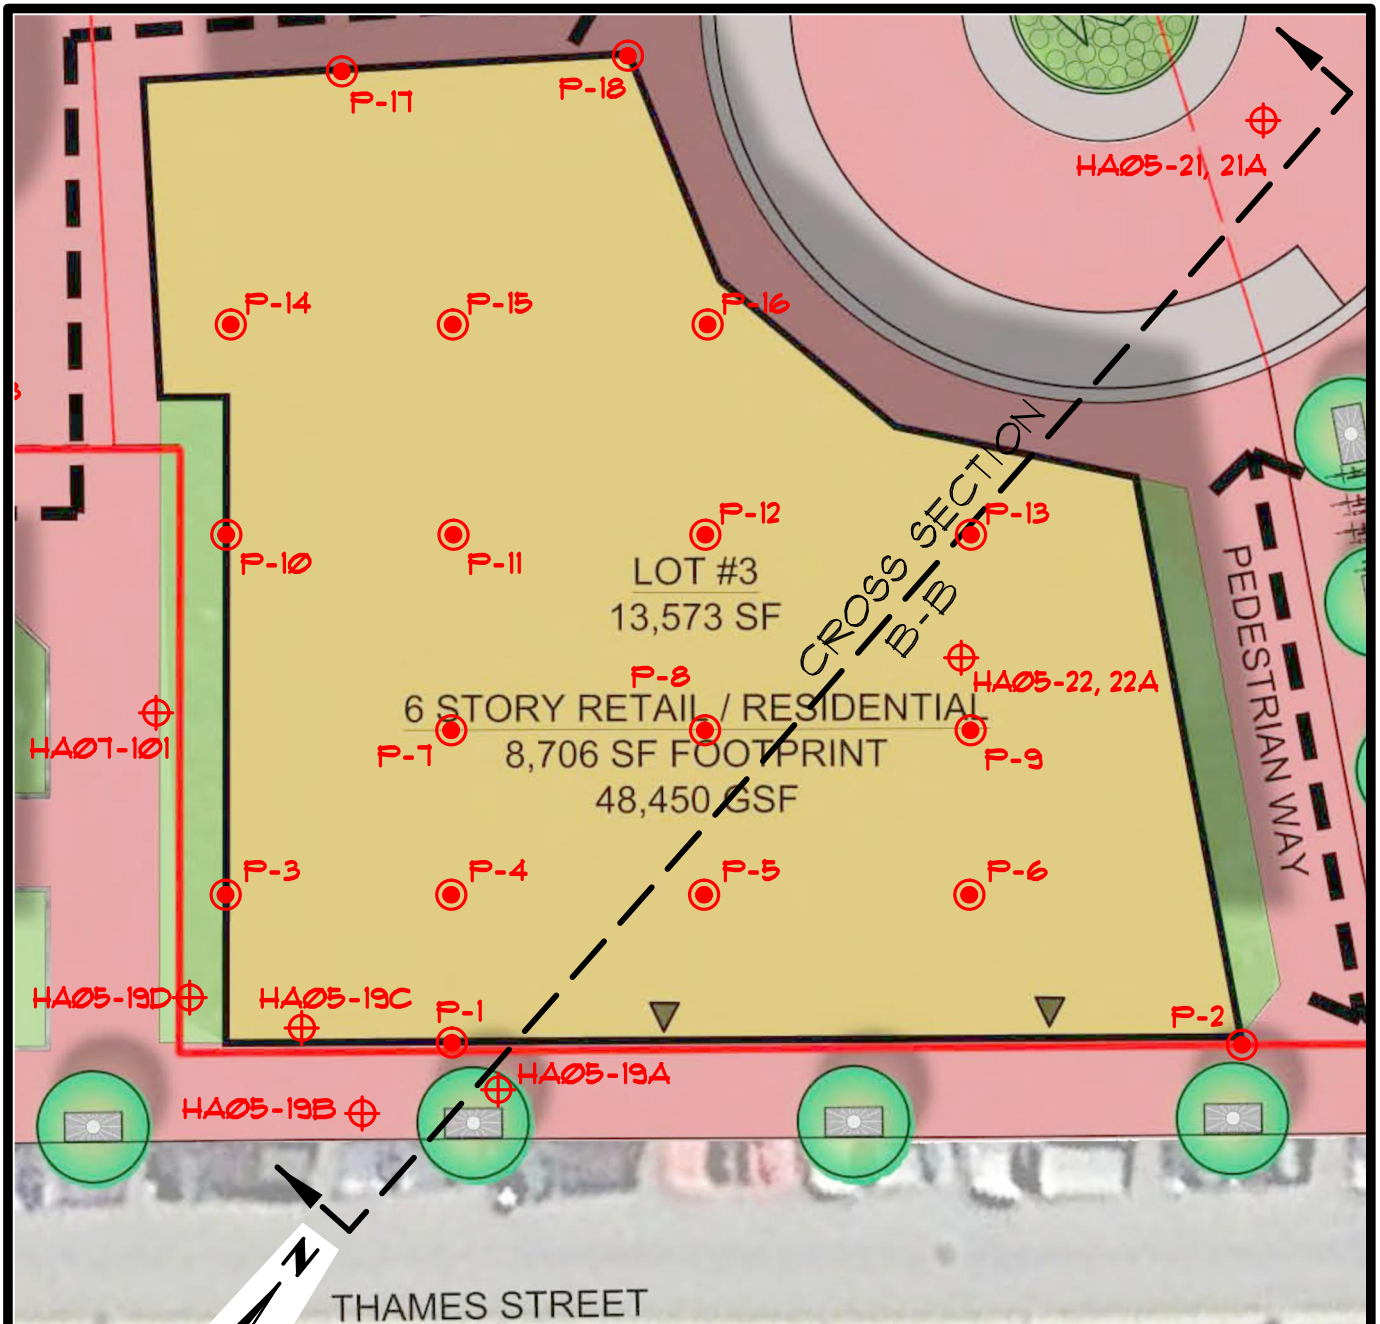 P-17
P-18
HA05-21, 21A
P-14
P-15
P-16
P-10
P-11
P-12
P-13
LOT #3
13,573 SF
CROSS SECTION
B-B
PEDESTRIAN WAY
HA05-22, 22A
P-8
6 STORY RETAIL / RESIDENTIAL
HA07-101
P-7
8,706 SF FOOTPRINT
P-9
48,450 GSF
P-3
P-4
P-5
P-6
HA05-19D
HA05-19C
P-1
P-2
HA05-19A
HA05-19B
N
THAMES STREET